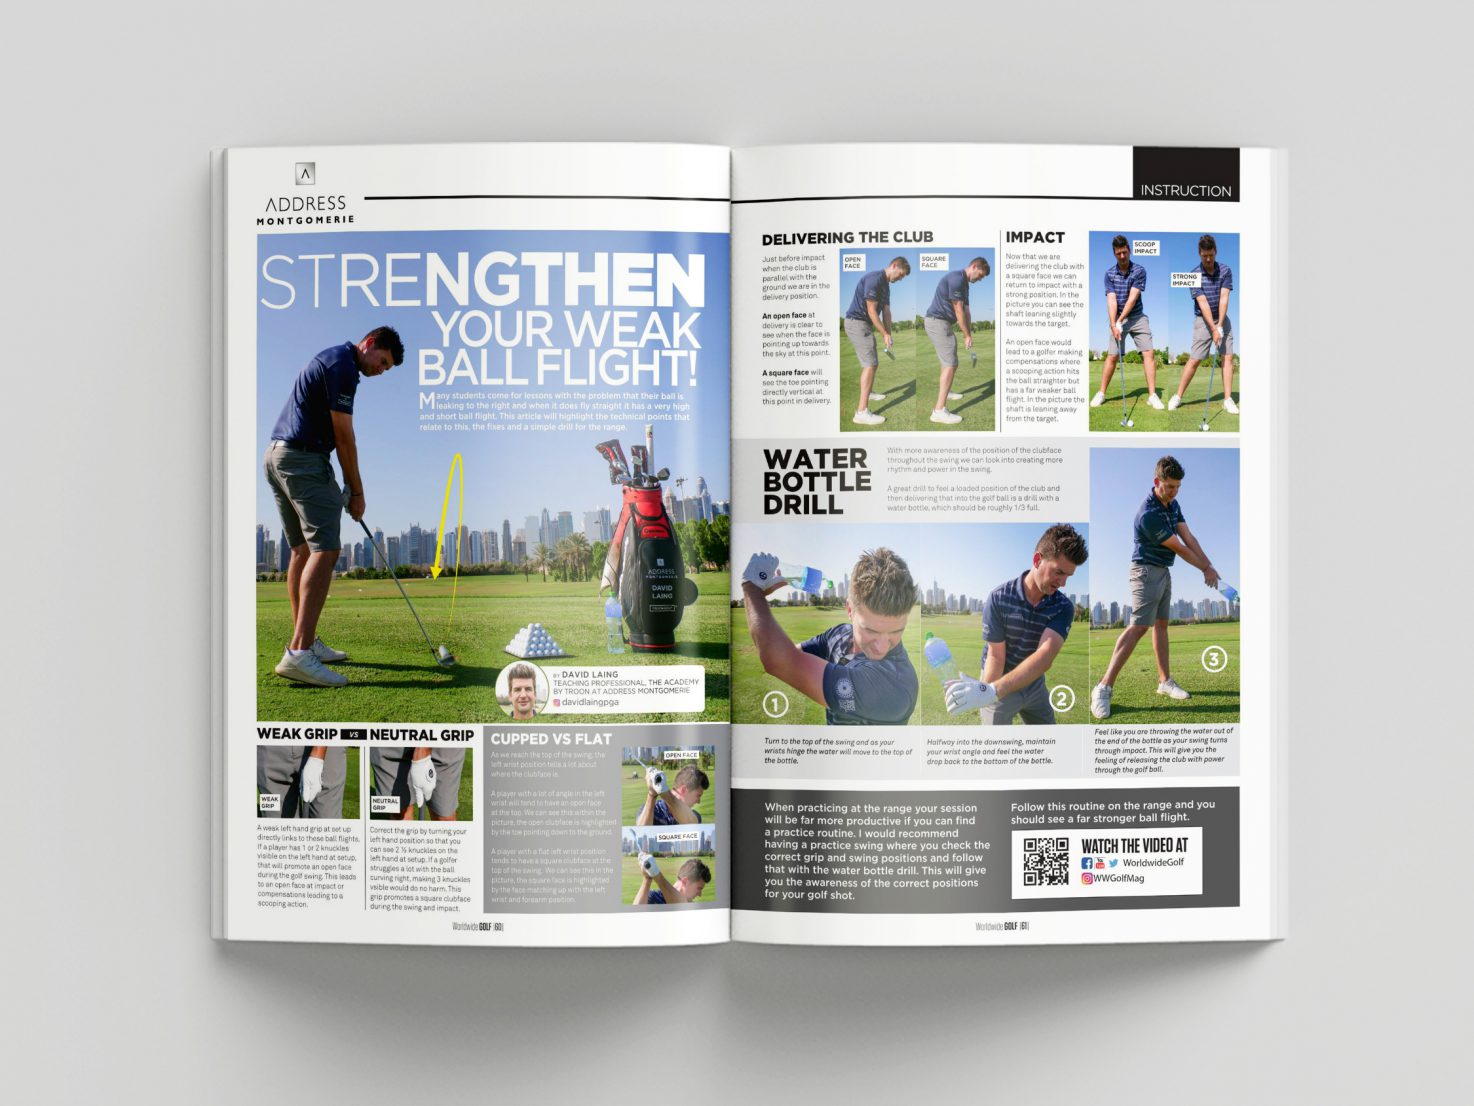 ADDRESS
MONTGOMERIE
STRENGTHEN
YOUR WEAK
BALL FLIGHT!
Many students come for lessons with the problem that their ball is
leaking to the right and when it does fly straight it has a very high
and short ball flight. This article will highlight the technical points that
relate to this, the fixes and a simple drill for the range.
ADDRESS
MONTGOMERIE
DAVID
LAING
BY DAVID LAING
TEACHING PROFESSIONAL, THE ACADEMY
BY TROON AT ADDRESS MONTGOMERIE
davidlaingpga
WEAK GRIP VS NEUTRAL GRIP
WEAK
GRIP
A weak left hand grip at set up
directly links to these ball flights.
If a player has 1 or 2 knuckles
visible on the left hand at setup,
that will promote an open face
during the golf swing. This leads
to an open face at impact or
compensations leading to a
scooping action.
NEUTRAL
GRIP
Correct the grip by turning your
left hand position so that you
can see 2 ½ knuckles on the
left hand at setup. If a golfer
struggles a lot with the ball
curving right, making 3 knuckles
vsible would do no harm. This
grip promotes a square clubface
during the swing and impact.
CUPPED VS FLAT
As we reach the top of the swing, the
left wrist position tells a lot about
where the clubface is.
A player with a lot of angle in the left
wrist will tend to have an open face
at the top. We can see this within the
picture, the open clubface is highlighted
by the toe pointing down to the ground.
A player with a flat left wrist position
tends to have a square clubface at the
top of the swing. We can see this in the
picture, the square face is highlighted
by the face matching up with the left
wrist and forearm position.
OPEN FACE
SQUARE FACE
Worldwide GOLF |60|
INSTRUCTION
DELIVERING THE CLUB
Just before impact
when the club is
parallel with the
ground we are in the
delivery position.
An open face at
delivery is clear to
see when the face is
pointing up towards
the sky at this point.
A square face will
see the toe pointing
directly vertical at
this point in delivery.
OPEN
FACE
SQUARE
FACE
IMPACT
Now that we are
delivering the club with
a square face we can
return to impact with a
strong position. In the
picture you can see the
shaft leaning slightly
towards the target.
An open face would
lead to a golfer making
compensations where
a scooping action hits
the ball straighter but
has a far weaker ball
flight. In the picture the
shaft is leaning away
from the target.
SCOOP
IMPACT
STRONG
IMPACT
WATER
BOTTLE
DRILL
With more awareness of the position of the clubface
throughout the swing we can look into creating more
rhythm and power in the swing.
A great drill to feel a loaded position of the club and
then delivering that into the golf ball is a drill with a
water bottle, which should be roughly 1/3 full.
1
2
3
Turn to the top of the swing and as your
wrists hinge the water will move to the top of
the bottle.
Halfway into the downswing, maintain
your wrist angle and feel the water
drop back to the bottom of the bottle.
Feel like you are throwing the water out of
the end of the bottle as your swing turns
through impact. This will give you the
feeling of releasing the club with power
through the golf ball.
When practicing at the range your session
will be far more productive if you can find
a practice routine. I would recommend
having a practice swing where you check the
correct grip and swing positions and follow
that with the water bottle drill. This will give
you the awareness of the correct positions
for your golf shot.
Follow this routine on the range and you
should see a far stronger ball flight.
WATCH THE VIDEO AT
WorldwideGolf
WWGolfMag
Worldwide GOLF |61|